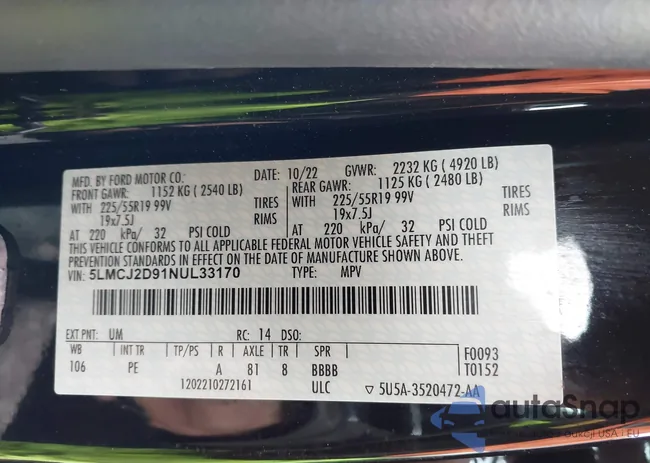 MFD. BY FORD MOTOR CO. DATE: 10/22 GVWR: 2232 KG ( 4920 LB)
FRONT GAWR: 1152 KG ( 2540 LB) REAR GAWR: 1125 KG ( 2480 LB)
WITH 225/55R19 99V TIRES WITH 225/55R19 99V TIRES
19x7.5J RIMS 19x7.5J RIMS
AT 220 kPa/ 32 PSI COLD AT 220 kPa/ 32 PSI COLD
THIS VEHICLE CONFORMS TO ALL APPLICABLE FEDERAL MOTOR VEHICLE SAFETY AND THEFT
PREVENTION STANDARDS IN EFFECT ON THE DATE OF MANUFACTURE SHOWN ABOVE.
VIN: 5LMCJ2D91NUL33170 TYPE: MPV
EXT PNT: UM RC: 14 DSO:
WB INT TR TP/PS R AXLE TR SPR F0093
106 PE A 81 8 BBBB T0152
1202210272161 ULC ▽ 5U5A-3520472-AA
autoSnap
USA i EU